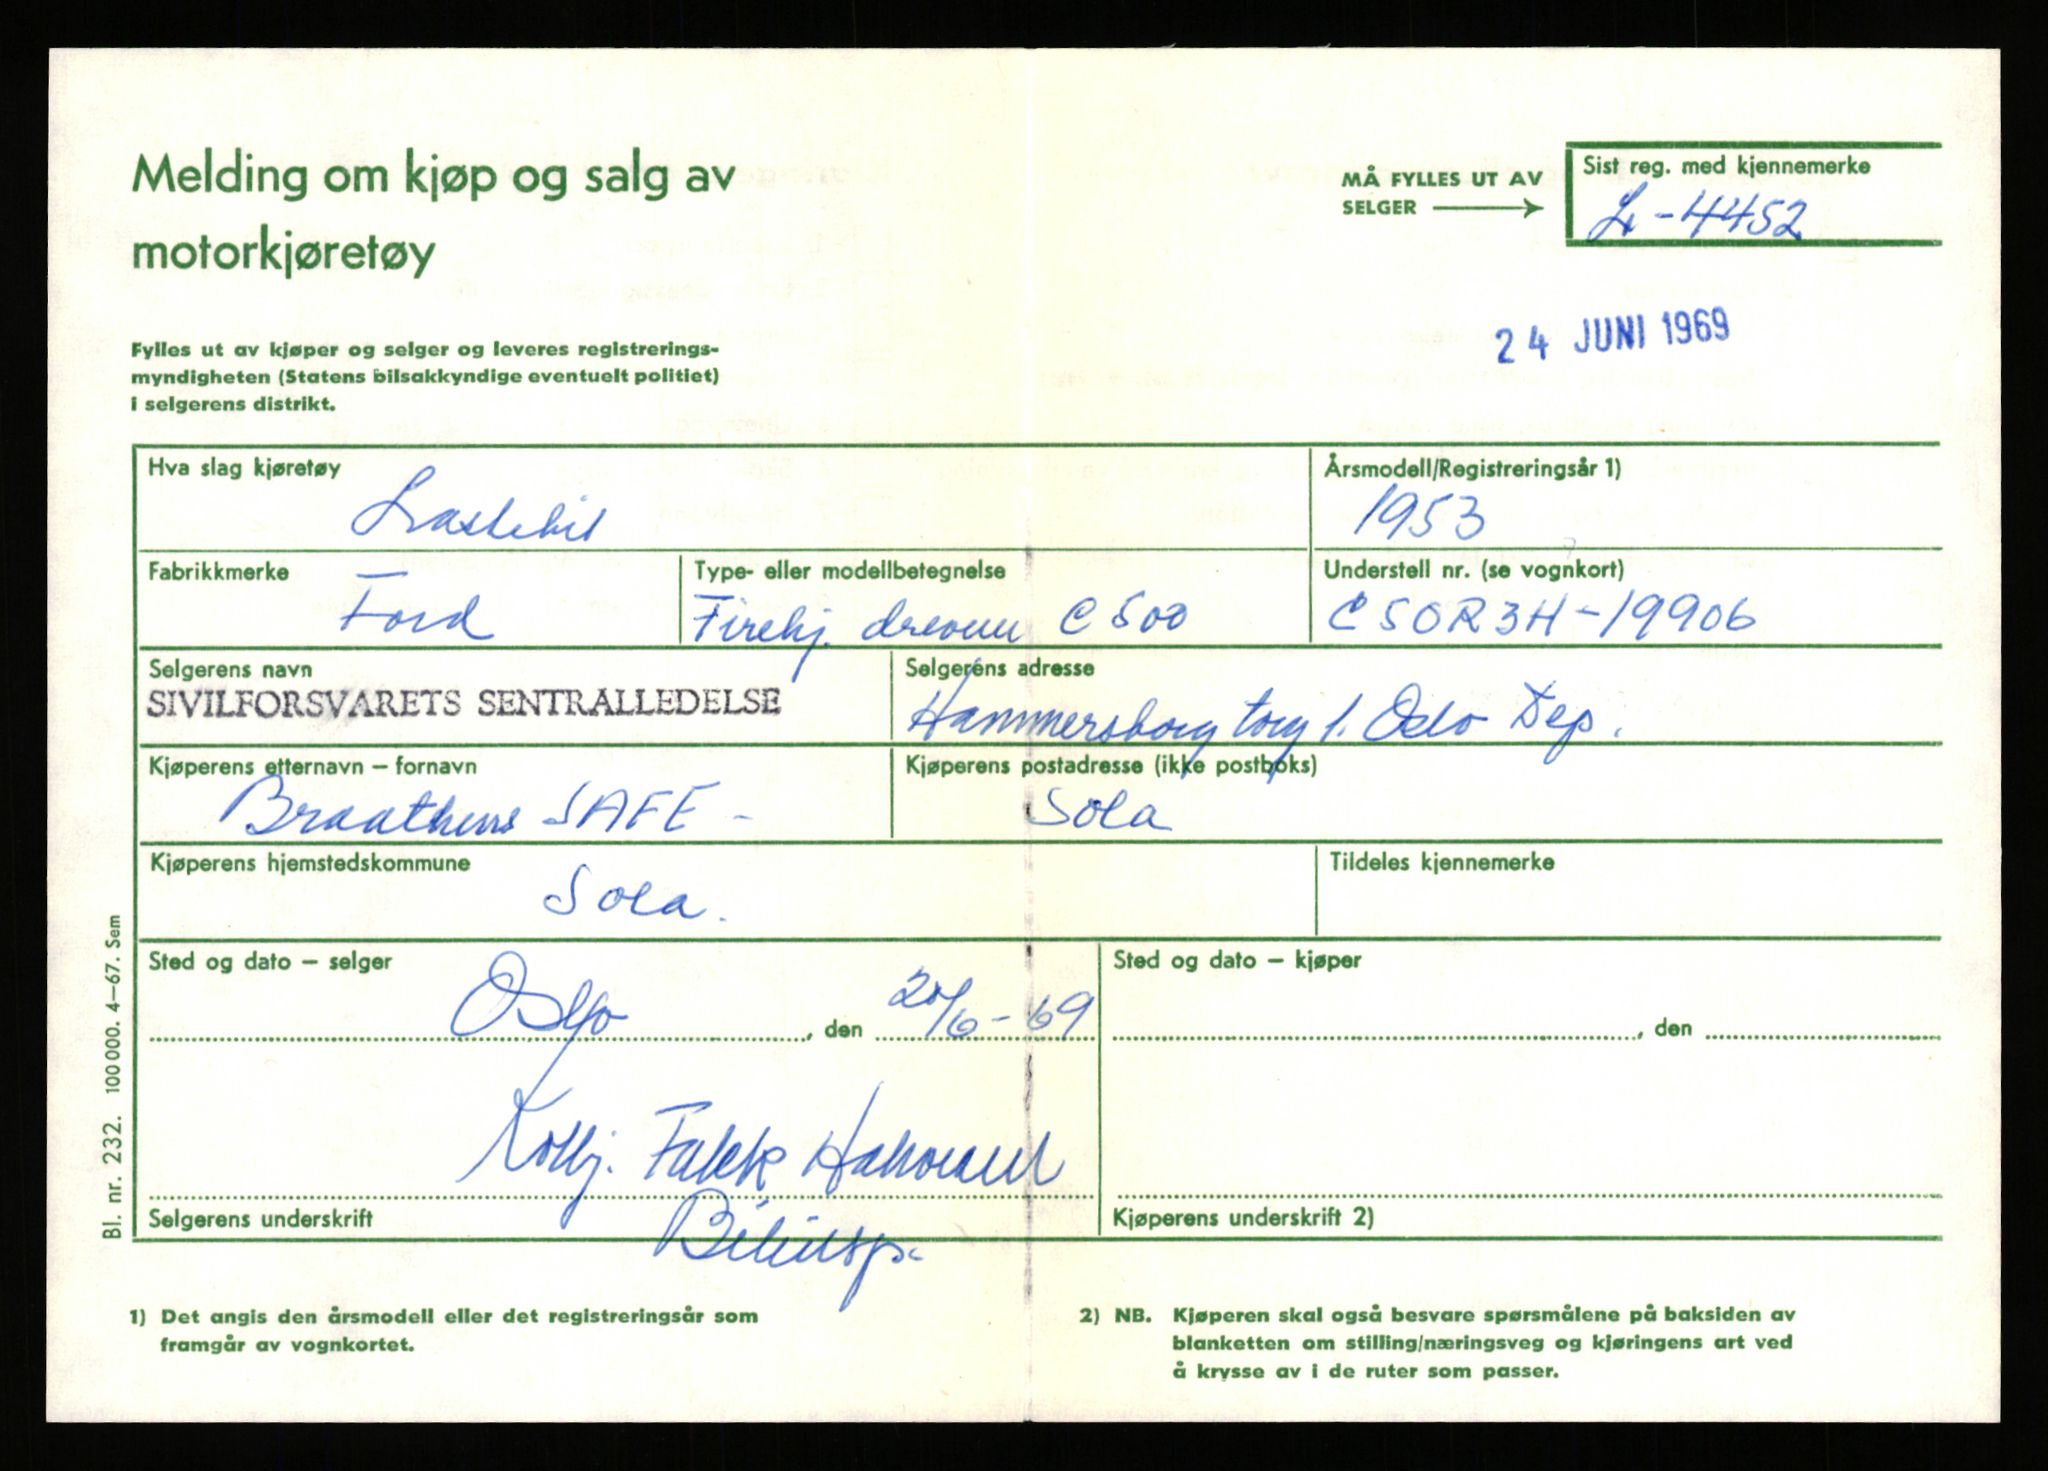 Melding om kjøp og salg av
motorkjøretøy
MÅ FYLLES UT AV
SELGER
Sist reg. med kjennemerke
L-4452
24 JUNI 1969
Fylles ut av kjøper og selger og leveres registrerings-
myndigheten (Statens bilsakkyndige eventuelt politiet)
i selgerens distrikt.
Hva slag kjøretøy
Lastebil
Årsmodell/Registreringsår 1)
1953
Fabrikkmerke
Ford
Type- eller modellbetegnelse
Firehj. dreven C 500
Understell nr. (se vognkort)
C50R3H-19906
Selgerens navn
SIVILFORSVARETS SENTRALLEDELSE
Selgerens adresse
Hammersborg torg 1. Oslo Dep.
Kjøperens etternavn – fornavn
Braathens SAFE -
Kjøperens postadresse (ikke postboks)
Sola
Kjøperens hjemstedskommune
Sola.
Tildeles kjennemerke
Sted og dato – selger
Oslo, den 20/6-69
Sted og dato – kjøper
, den
Kolbj. Falck
Selgerens underskrift
Kjøperens underskrift 2)
Bl. nr. 232. 100 000. 4–67. Sem
1) Det angis den årsmodell eller det registreringsår som
framgår av vognkortet.
2) NB. Kjøperen skal også besvare spørsmålene på baksiden av
blanketten om stilling/næringsveg og kjøringens art ved
å krysse av i de ruter som passer.